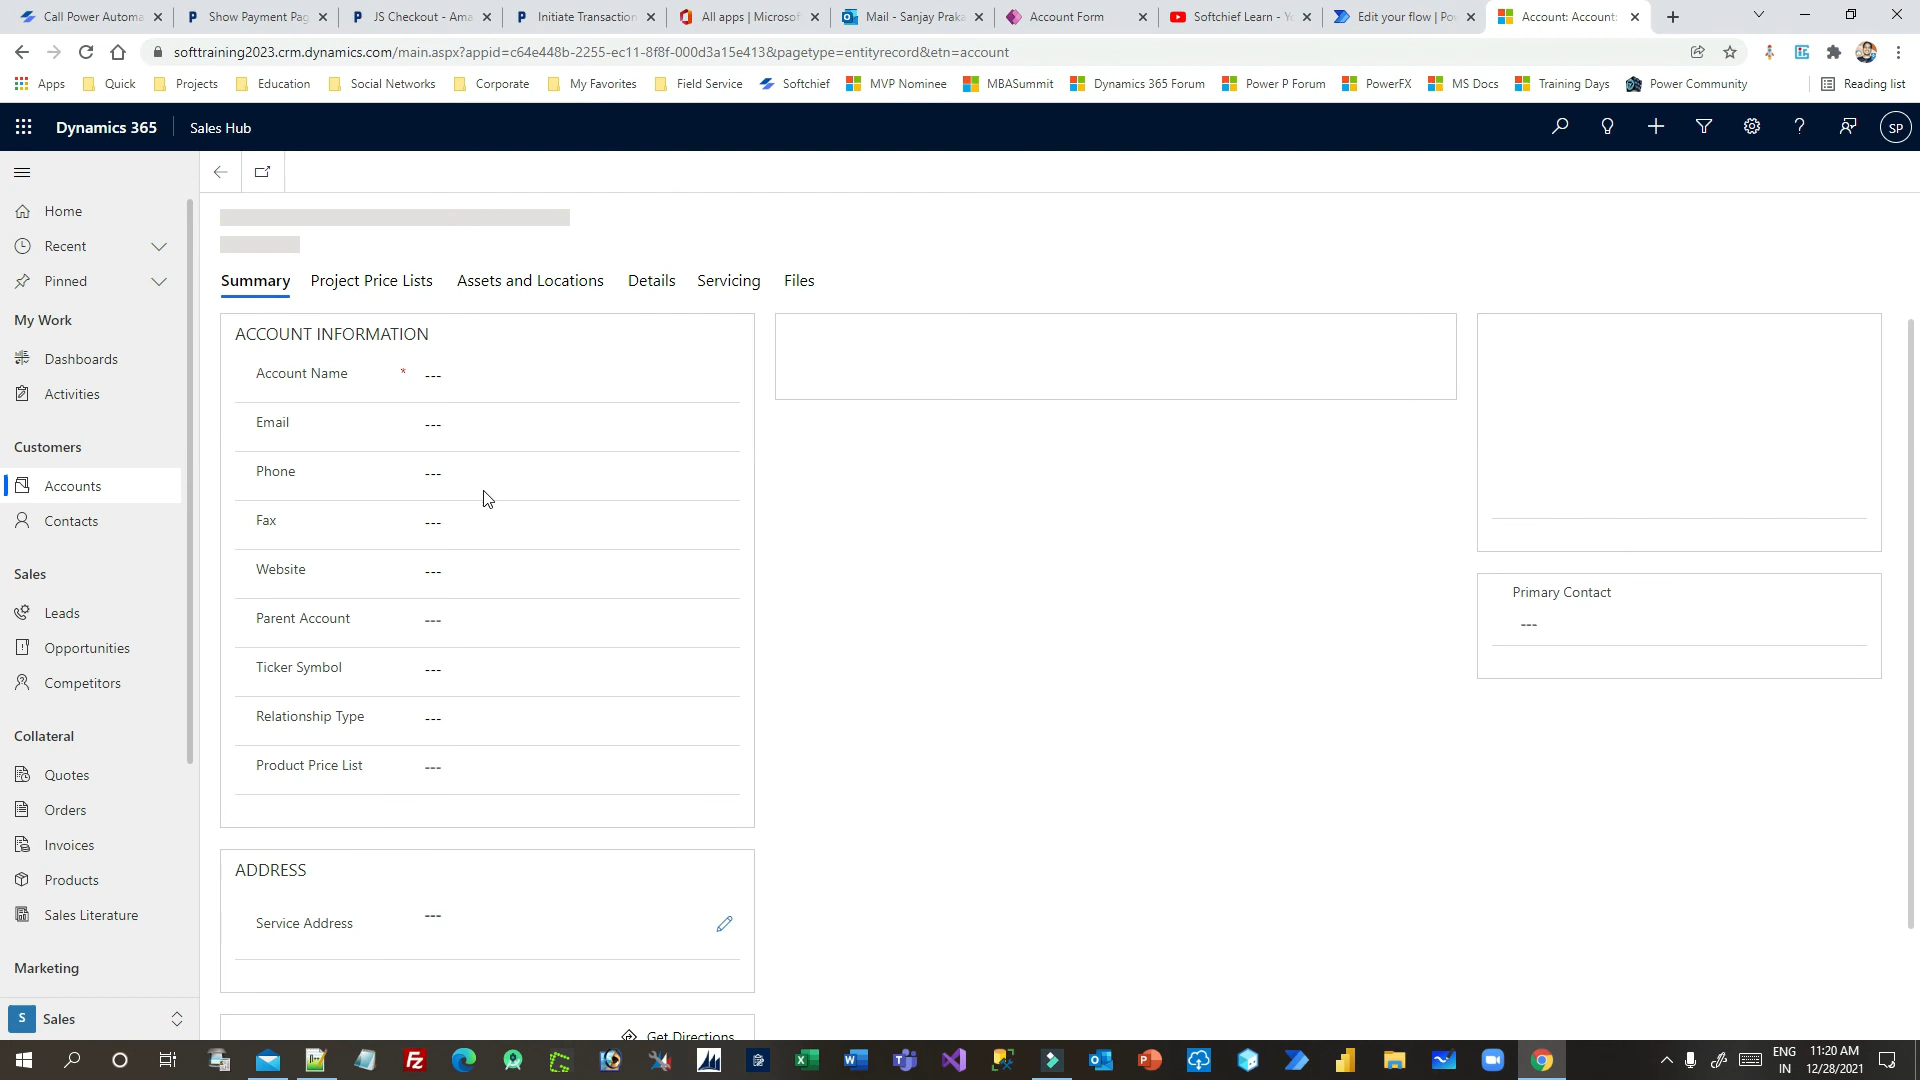 Call Power Automa
Show Payment Pag
JS Checkout - Ama
Initiate Transaction
All apps | Microsof
Mail - Sanjay Praka
Account Form
Softchief Learn - Yo
Edit your flow | Po
Account: Account:
softtraining2023.crm.dynamics.com/main.aspx?appid=c64e448b-2255-ec11-8f8f-000d3a15e413&pagetype=entityrecord&etn=account
Apps
Quick
Projects
Education
Social Networks
Corporate
My Favorites
Field Service
Softchief
MVP Nominee
MBASummit
Dynamics 365 Forum
Power P Forum
PowerFX
MS Docs
Training Days
Power Community
Reading list
Dynamics 365
Sales Hub
SP
Home
Recent
Pinned
My Work
Dashboards
Activities
Customers
Accounts
Contacts
Sales
Leads
Opportunities
Competitors
Collateral
Quotes
Orders
Invoices
Products
Sales Literature
Marketing
S Sales
Summary
Project Price Lists
Assets and Locations
Details
Servicing
Files
ACCOUNT INFORMATION
Account Name * ---
Email ---
Phone ---
Fax ---
Website ---
Parent Account ---
Ticker Symbol ---
Relationship Type ---
Product Price List ---
ADDRESS
Service Address ---
Get Directions
Primary Contact
---
ENG
IN
11:20 AM
12/28/2021